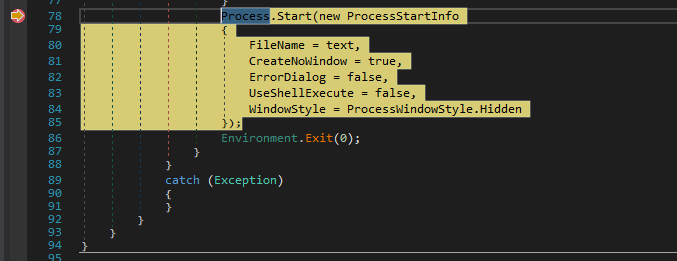 77 }
78 Process.Start(new ProcessStartInfo
79 {
80 FileName = text,
81 CreateNoWindow = true,
82 ErrorDialog = false,
83 UseShellExecute = false,
84 WindowStyle = ProcessWindowStyle.Hidden
85 });
86 Environment.Exit(0);
87 }
88 }
89 catch (Exception)
90 {
91 }
92 }
93 }
94 }
95